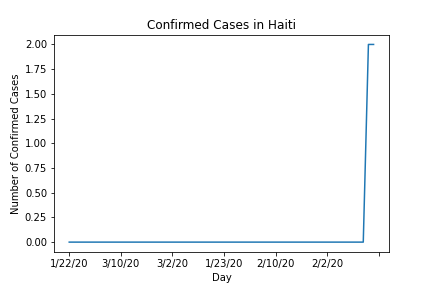 Confirmed Cases in Haiti
2.00
1.75
1.50
1.25
1.00
0.75
0.50
0.25
0.00
Number of Confirmed Cases
1/22/20 3/10/20 3/2/20 1/23/20 2/10/20 2/2/20
Day